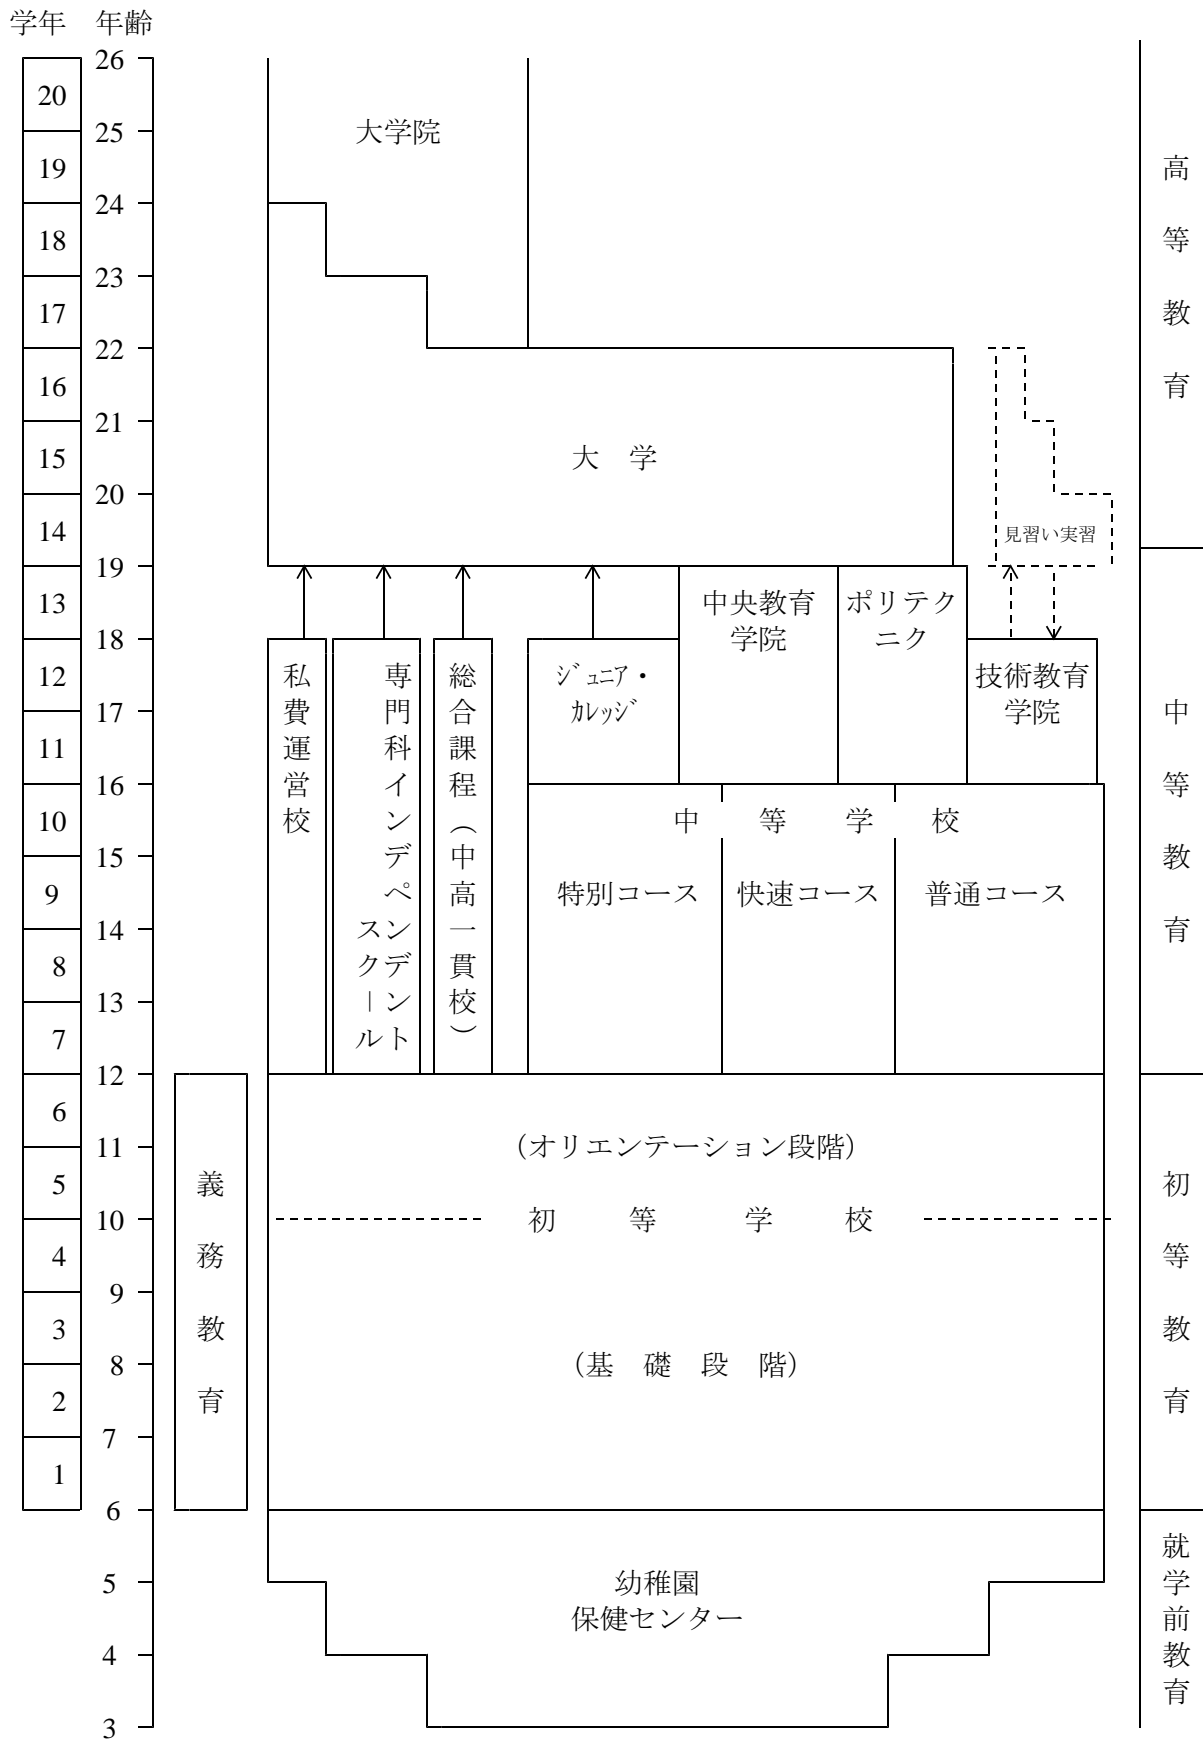 学年 年齢
26
20
25
19
24
18
23
17
22
16
21
15
20
14
19
13
18
12
17
11
16
10
15
9
14
8
13
7
12
6
11
5
10
4
9
3
8
2
7
1
6
5
4
3
義務教育
大学院
大 学
見習い実習
私費運営校
専門科インデペンデント
スクール
総合課程(中高一貫校)
ジュニア・
カレッジ
中央教育
学院
ポリテク
ニク
技術教育
学院
中 等 学 校
特別コース 快速コース 普通コース
(オリエンテーション段階)
初 等 学 校
(基 礎 段 階)
幼稚園
保健センター
高等教育
中等教育
初等教育
就学前教育